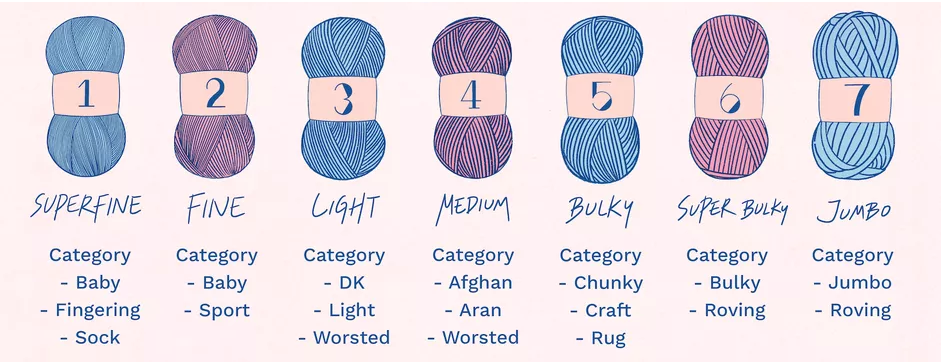 1 2 3 4 5 6 7
SUPERFINE FINE LIGHT MEDIUM BULKY SUPER BULKY JUMBO
Category Category Category Category Category Category Category
- Baby - Baby - DK - Afghan - Chunky - Bulky - Jumbo
- Fingering - Sport - Light - Aran - Craft - Roving - Roving
- Sock - Worsted - Worsted - Rug